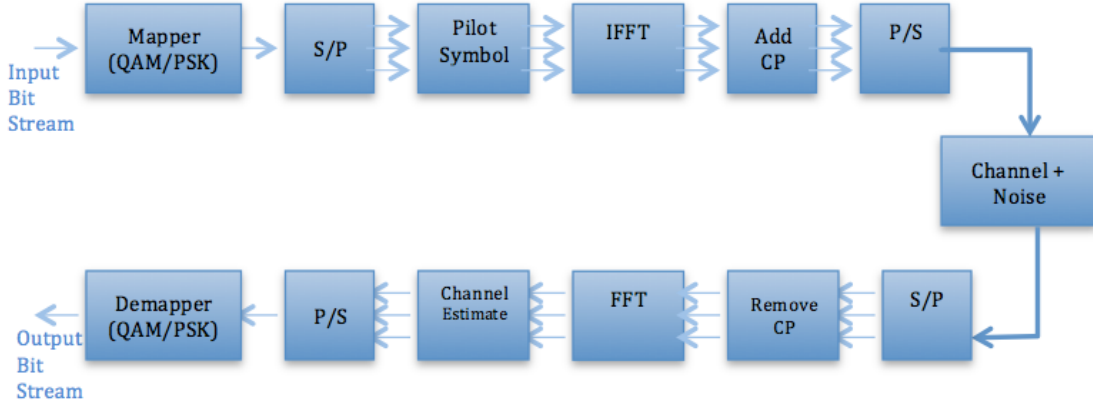 Mapper
(QAM/PSK)
S/P
Pilot
Symbol
IFFT
Add
CP
P/S
Input
Bit
Stream
Channel +
Noise
Demapper
(QAM/PSK)
P/S
Channel
Estimate
FFT
Remove
CP
S/P
Output
Bit
Stream